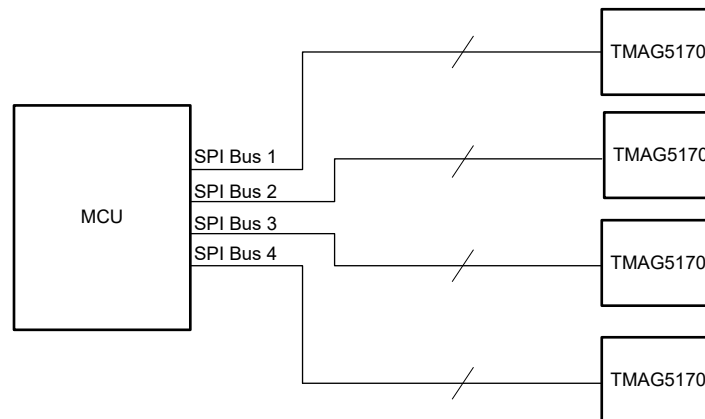 TMAG5170
SPI Bus 1
TMAG5170
SPI Bus 2
MCU
SPI Bus 3
SPI Bus 4
TMAG5170
TMAG5170